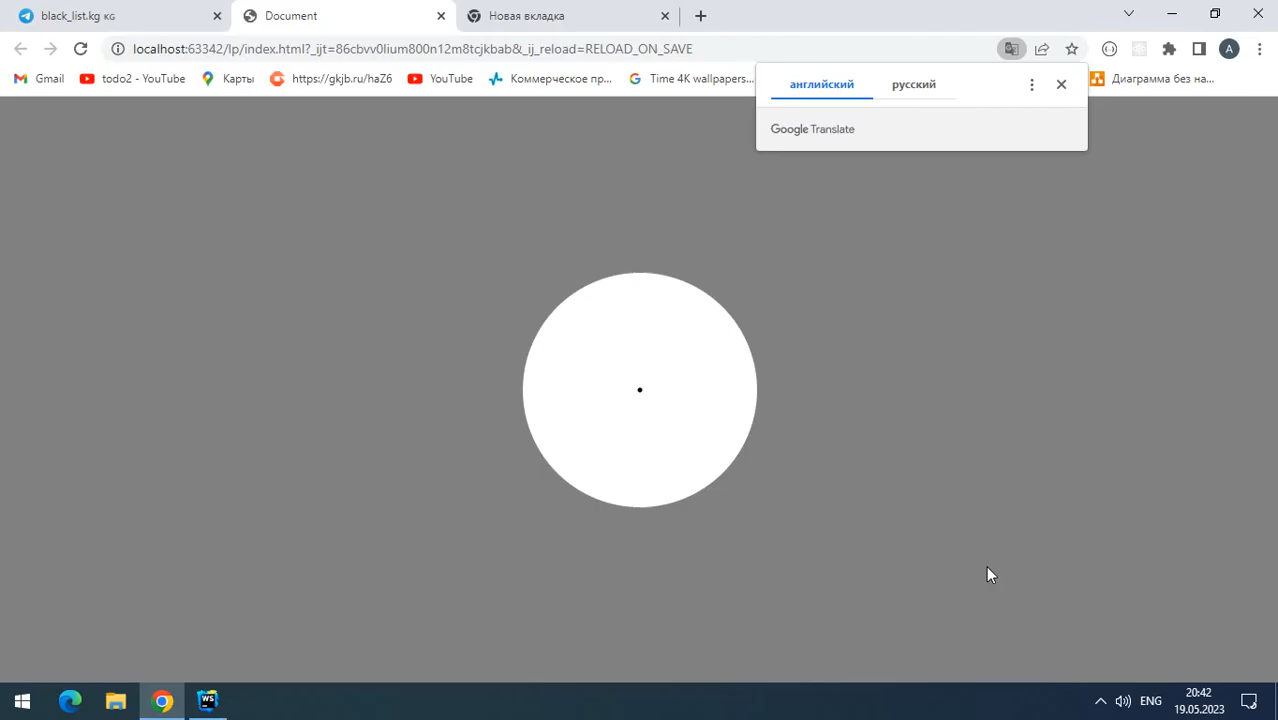 black_list.kg кg
Document
Новая вкладка
localhost:63342/lp/index.html?_ijt=86cbvv0lium800n12m8tcjkbab&_ij_reload=RELOAD_ON_SAVE
A
Gmail
todo2 - YouTube
Карты
https://gkjb.ru/haZ6
YouTube
Коммерческое пр...
Time 4K wallpapers...
Диаграмма без на...
английский
русский
Google Translate
WS
ENG
20:42
19.05.2023